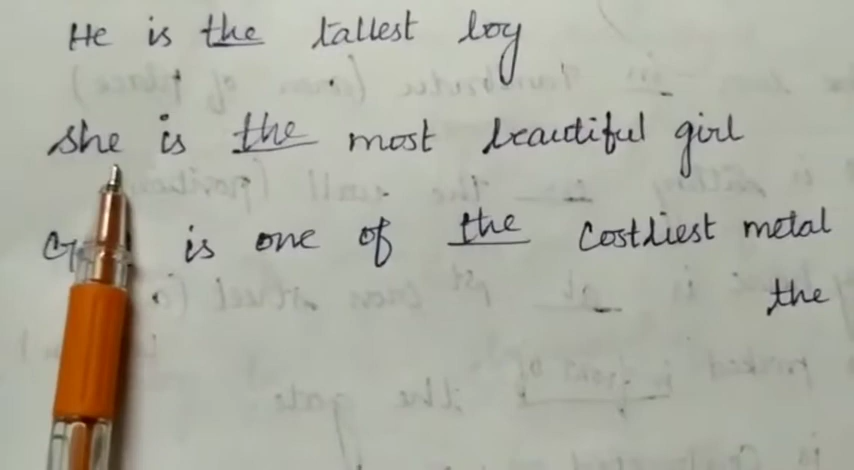 He is the tallest boy
She is the most beautiful girl
is one of the costliest metal
the